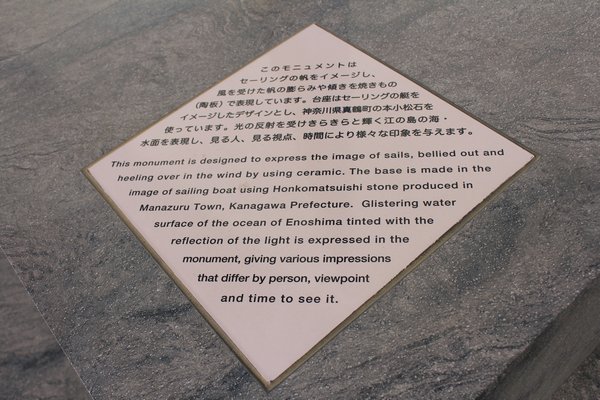 このモニュメントは
セーリングの帆をイメージし、
風を受けた帆の膨らみや傾きを焼きもの
（陶板）で表現しています。台座はセーリングの艇を
イメージしたデザインとし、神奈川県真鶴町の本小松石を
使っています。光の反射を受けきらきらと輝く江の島の海・
水面を表現し、見る人、見る視点、時間により様々な印象を与えます。
This monument is designed to express the image of sails, bellied out and
heeling over in the wind by using ceramic. The base is made in the
image of sailing boat using Honkomatsuishi stone produced in
Manazuru Town, Kanagawa Prefecture. Glistering water
surface of the ocean of Enoshima tinted with the
reflection of the light is expressed in the
monument, giving various impressions
that differ by person, viewpoint
and time to see it.